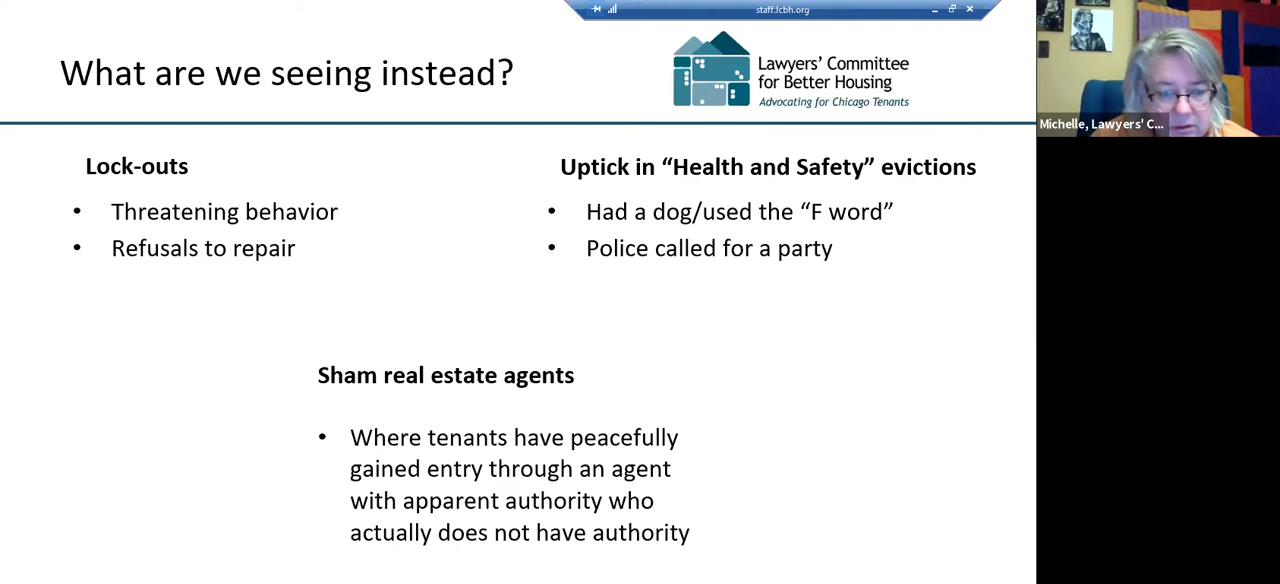 staff.lcbh.org
What are we seeing instead?
Lawyers' Committee
for Better Housing
Advocating for Chicago Tenants
Michelle, Lawyers' C...
Lock-outs
• Threatening behavior
• Refusals to repair
Uptick in “Health and Safety” evictions
• Had a dog/used the “F word”
• Police called for a party
Sham real estate agents
• Where tenants have peacefully
gained entry through an agent
with apparent authority who
actually does not have authority